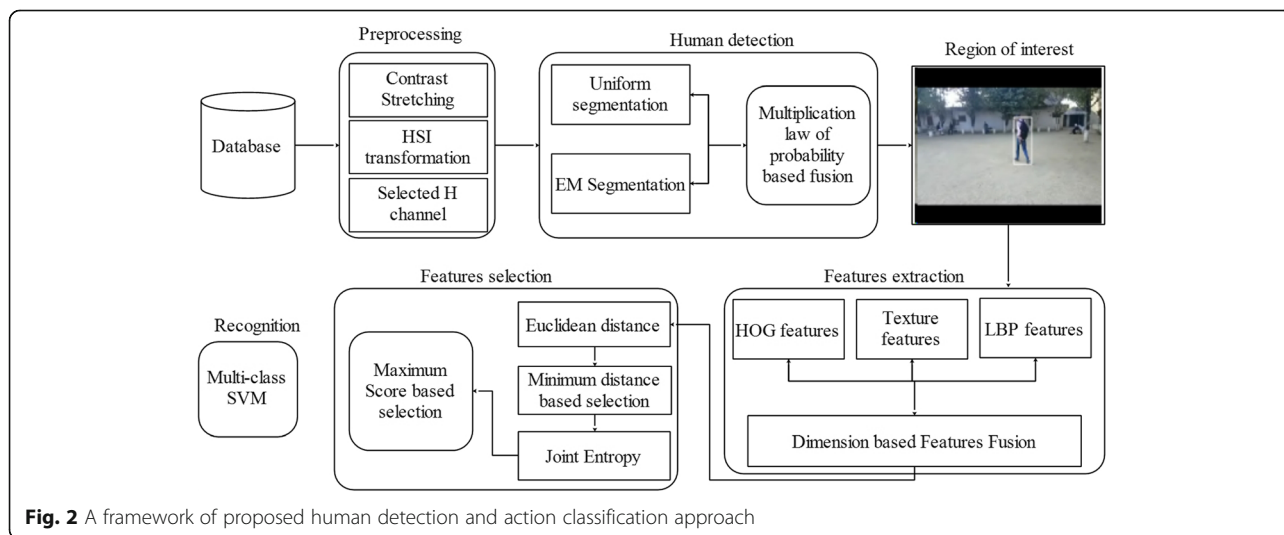 Preprocessing
Human detection
Region of interest
Database
Contrast
Stretching
HSI
transformation
Selected H
channel
Uniform
segmentation
EM Segmentation
Multiplication
law of
probability
based fusion
Features selection
Features extraction
Recognition
Multi-class
SVM
Maximum
Score based
selection
Euclidean distance
Minimum distance
based selection
Joint Entropy
HOG features
Texture
features
LBP features
Dimension based Features Fusion
Fig. 2 A framework of proposed human detection and action classification approach